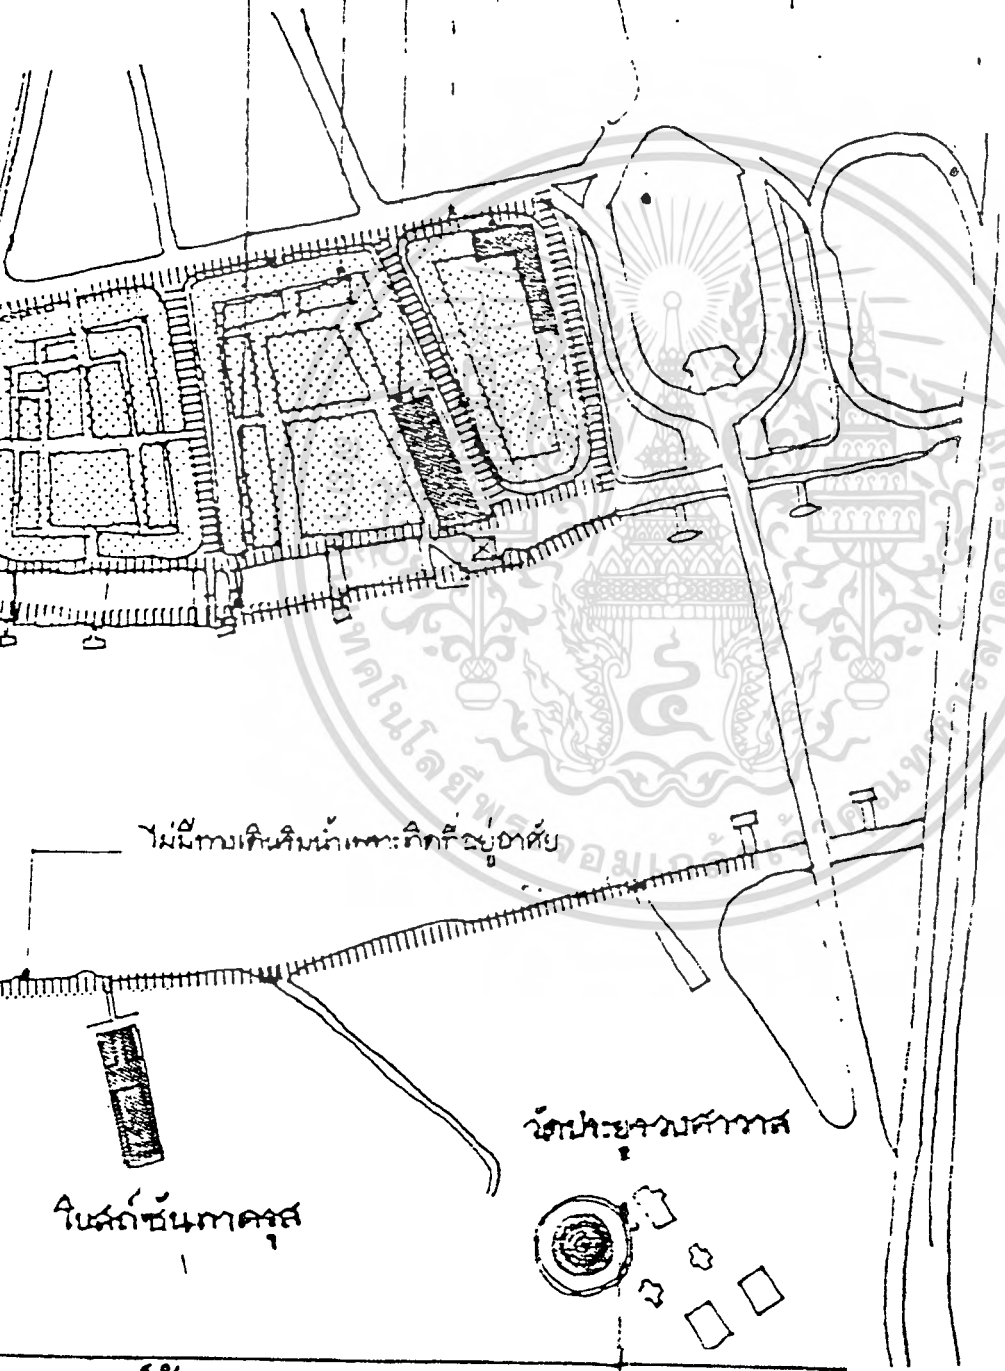 ไม่มีทางเดินริมน้ำเพราะติดที่อยู่อาศัย
วัดประยุรวงศาวาส
โบสถ์ซันตาครูส